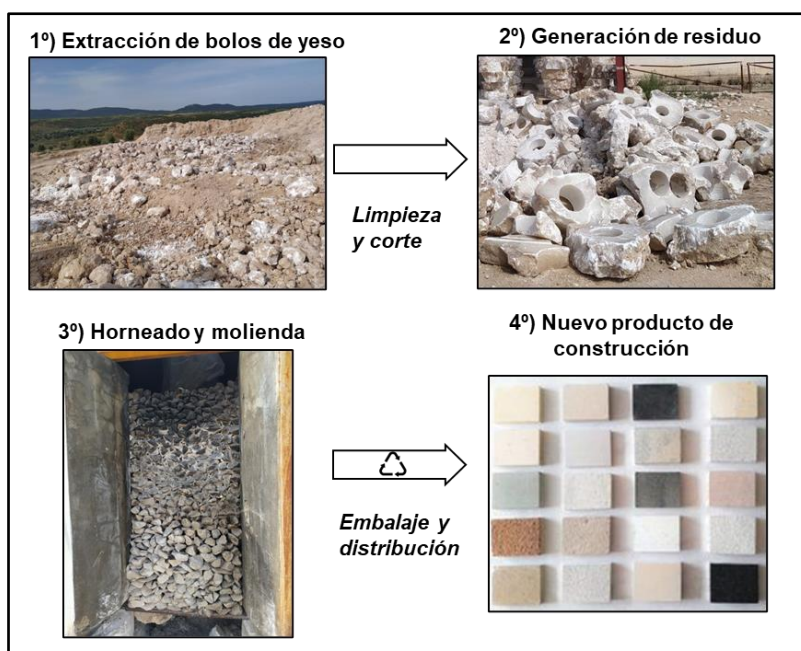 1º) Extracción de bolos de yeso
2º) Generación de residuo
Limpieza
y corte
3º) Horneado y molienda
4º) Nuevo producto de
construcción
Embalaje y
distribución